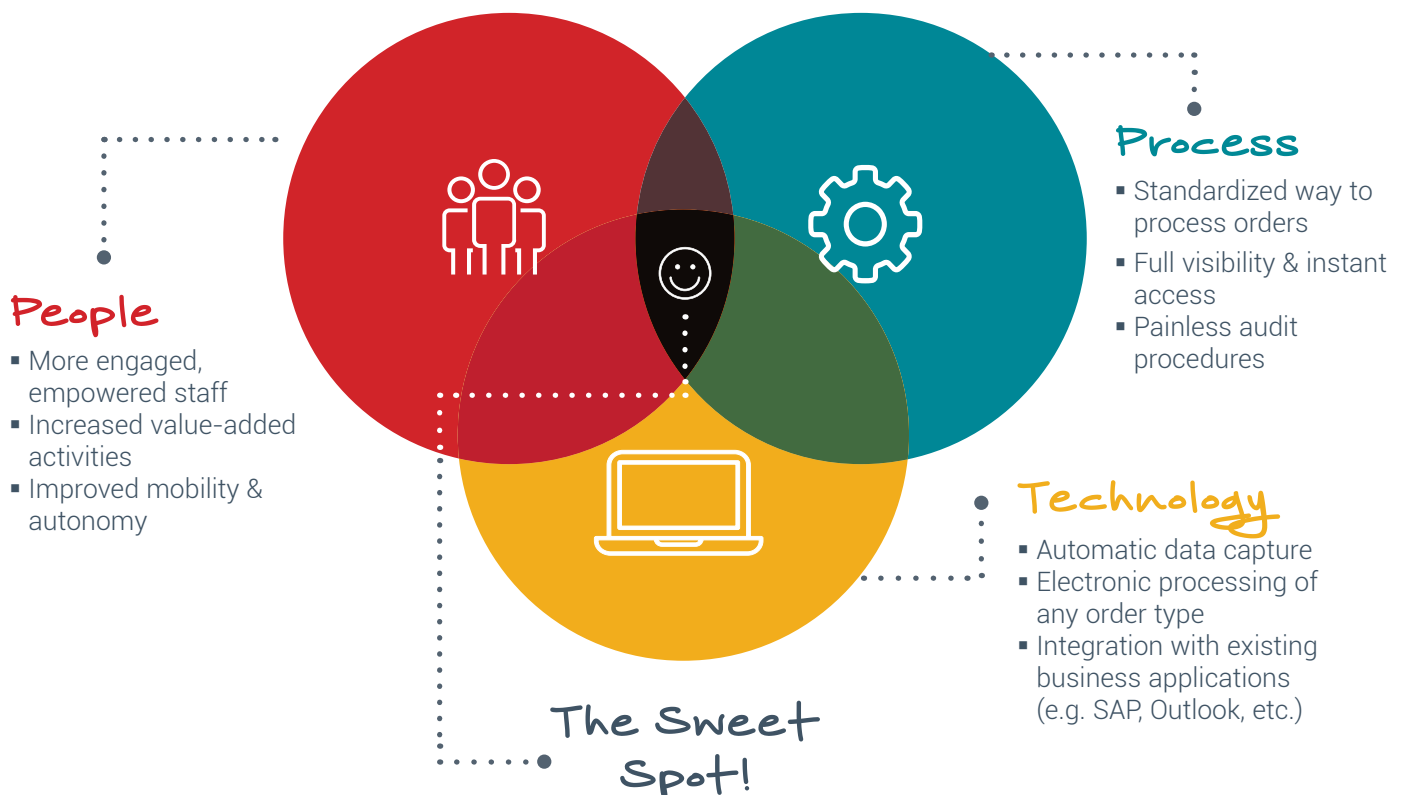 People
▪ More engaged,
empowered staff
▪ Increased value-added
activities
▪ Improved mobility &
autonomy
Process
▪ Standardized way to
process orders
▪ Full visibility & instant
access
▪ Painless audit
procedures
Technology
▪ Automatic data capture
▪ Electronic processing of
any order type
▪ Integration with existing
business applications
(e.g. SAP, Outlook, etc.)
The Sweet
Spot!